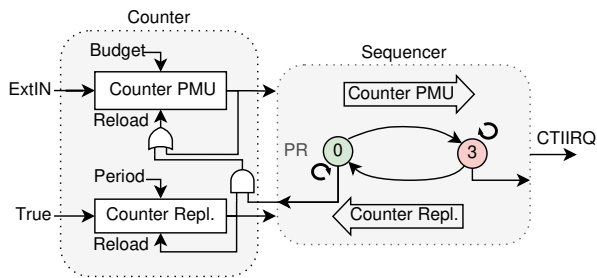 Counter
Budget
Sequencer
ExtIN
Counter PMU
Counter PMU
Reload
CTIIRQ
PR
0
3
Period
True
Counter Repl.
Counter Repl.
Reload